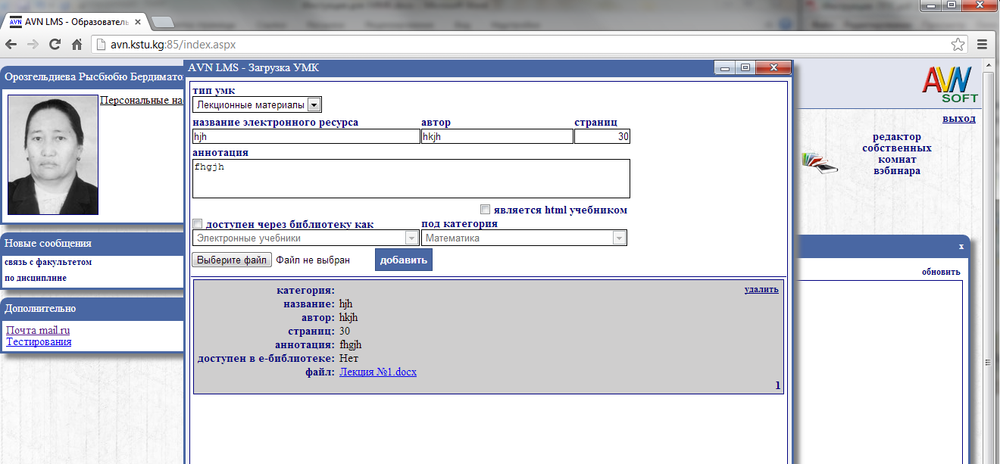 AVN LMS - Образовател
avn.kstu.kg:85/index.aspx
Орозгельдиева Рысбюбю Бердимато
Персональные на
Новые сообщения
связь с факультетом
по дисциплине
Дополнительно
Почта mail.ru
Тестирования
AVN LMS - Загрузка УМК
тип умк
Лекционные материалы
название электронного ресурса автор страниц
hjh hkjh 30
аннотация
fhgjh
является html учебником
доступен через библиотеку как под категория
Электронные учебники Математика
Выберите файл Файл не выбран добавить
категория: удалить
название: hjh
автор: hkjh
страниц: 30
аннотация: fhgjh
доступен в е-библиотеке: Нет
файл: Лекция №1.docx
1
AVN
SOFT
выход
редактор
собственных
комнат
вэбинара
x
обновить